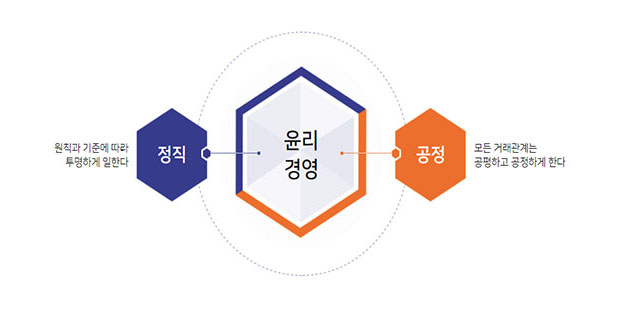 원칙과 기준에 따라
투명하게 일한다
정직
윤리
경영
공정
모든 거래관계는
공평하고 공정하게 한다